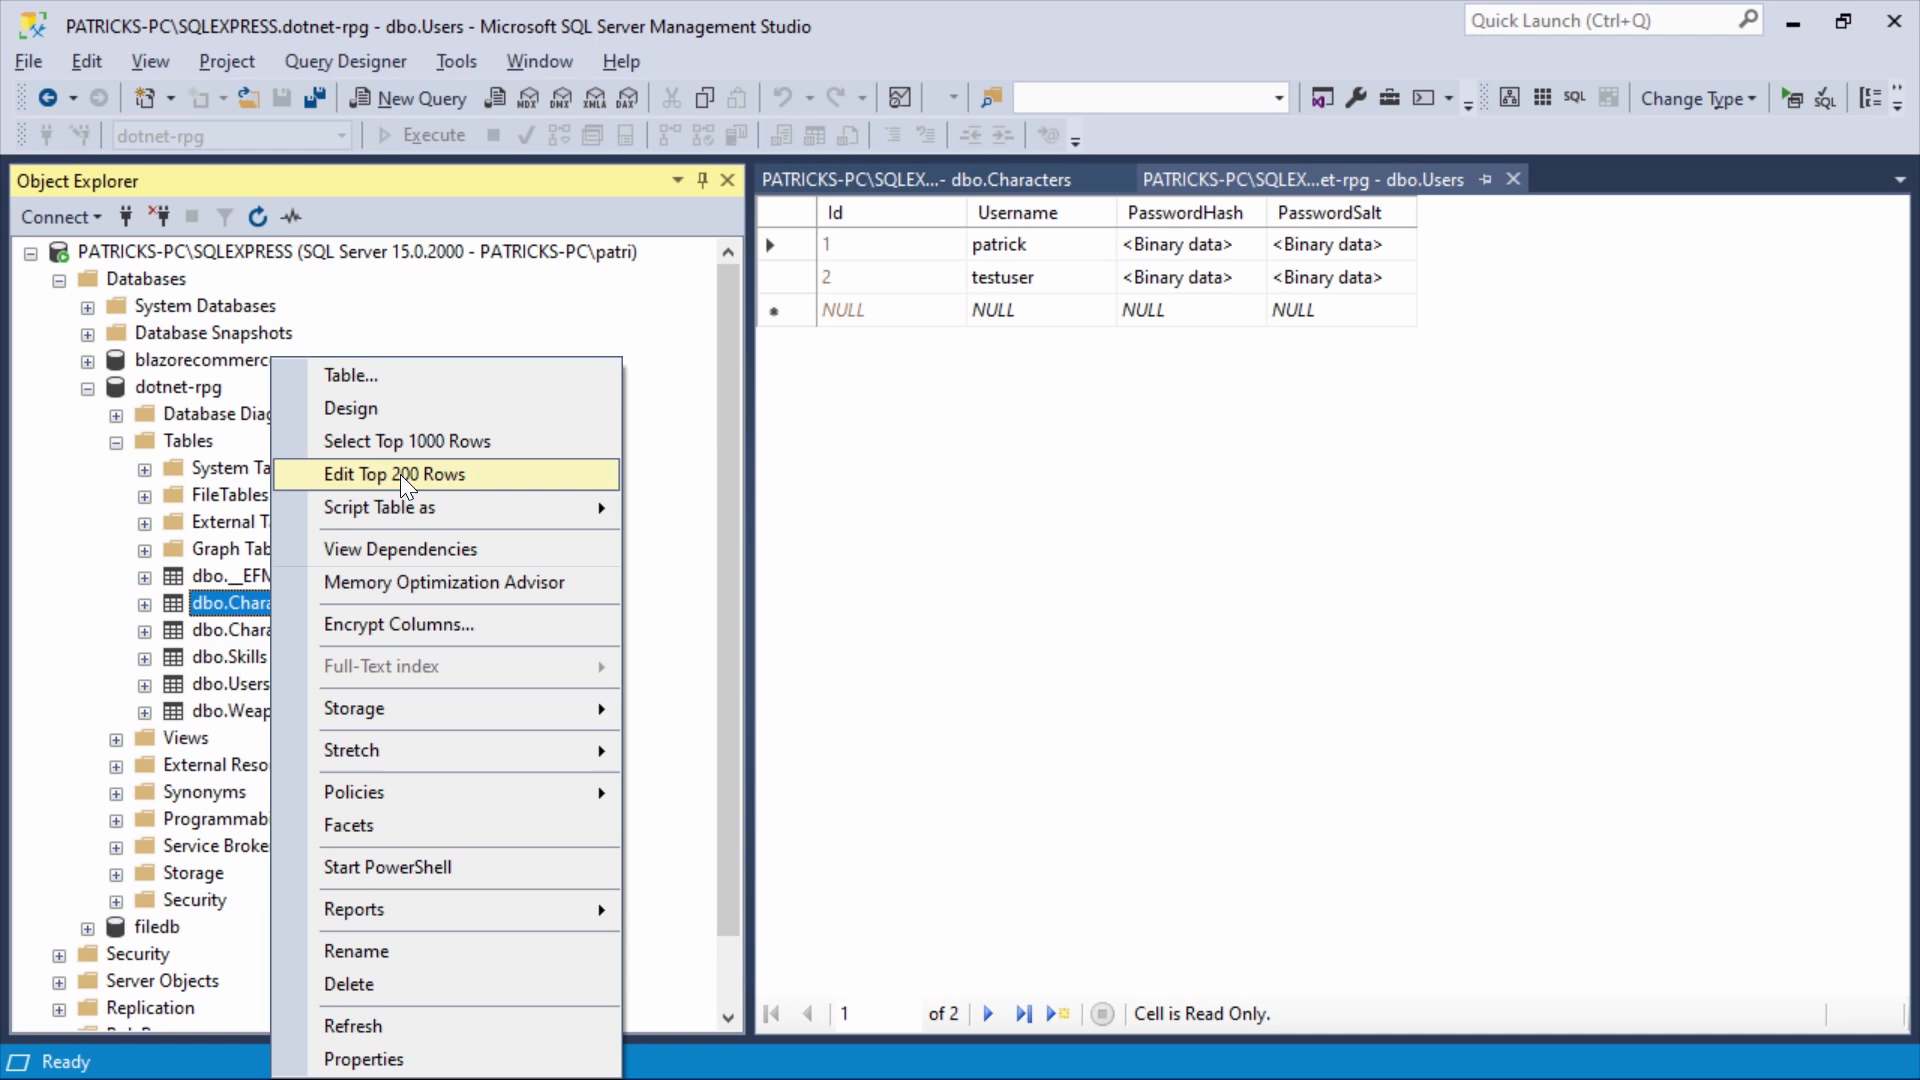 PATRICKS-PC\SQLEXPRESS.dotnet-rpg - dbo.Users - Microsoft SQL Server Management Studio
Quick Launch (Ctrl+Q)
File Edit View Project Query Designer Tools Window Help
New Query MDX DMX XMLA DAX SQL Change Type SQL
dotnet-rpg Execute
Object Explorer
Connect
PATRICKS-PC\SQLEXPRESS (SQL Server 15.0.2000 - PATRICKS-PC\patri)
Databases
System Databases
Database Snapshots
blazorecommerc
dotnet-rpg
Database Diag
Tables
System Ta
FileTables
External T
Graph Tab
dbo.__EFM
dbo.Chara
dbo.Chara
dbo.Skills
dbo.Users
dbo.Weap
Views
External Reso
Synonyms
Programmabi
Service Broke
Storage
Security
filedb
Security
Server Objects
Replication
Table...
Design
Select Top 1000 Rows
Edit Top 200 Rows
Script Table as
View Dependencies
Memory Optimization Advisor
Encrypt Columns...
Full-Text index
Storage
Stretch
Policies
Facets
Start PowerShell
Reports
Rename
Delete
Refresh
Properties
PATRICKS-PC\SQLEX...- dbo.Characters PATRICKS-PC\SQLEX...et-rpg - dbo.Users
Id Username PasswordHash PasswordSalt
1 patrick <Binary data> <Binary data>
2 testuser <Binary data> <Binary data>
NULL NULL NULL NULL
1 of 2 Cell is Read Only.
Ready